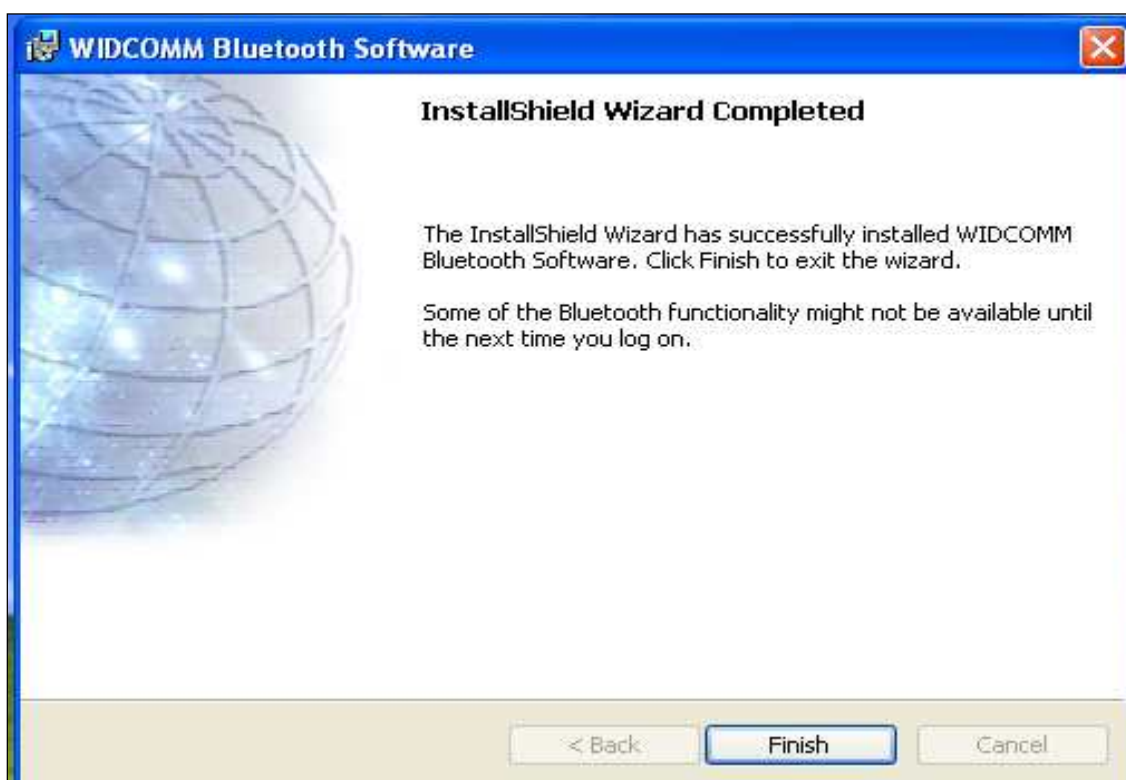 WIDCOMM Bluetooth Software
InstallShield Wizard Completed
The InstallShield Wizard has successfully installed WIDCOMM
Bluetooth Software. Click Finish to exit the wizard.
Some of the Bluetooth functionality might not be available until
the next time you log on.
< Back Finish Cancel